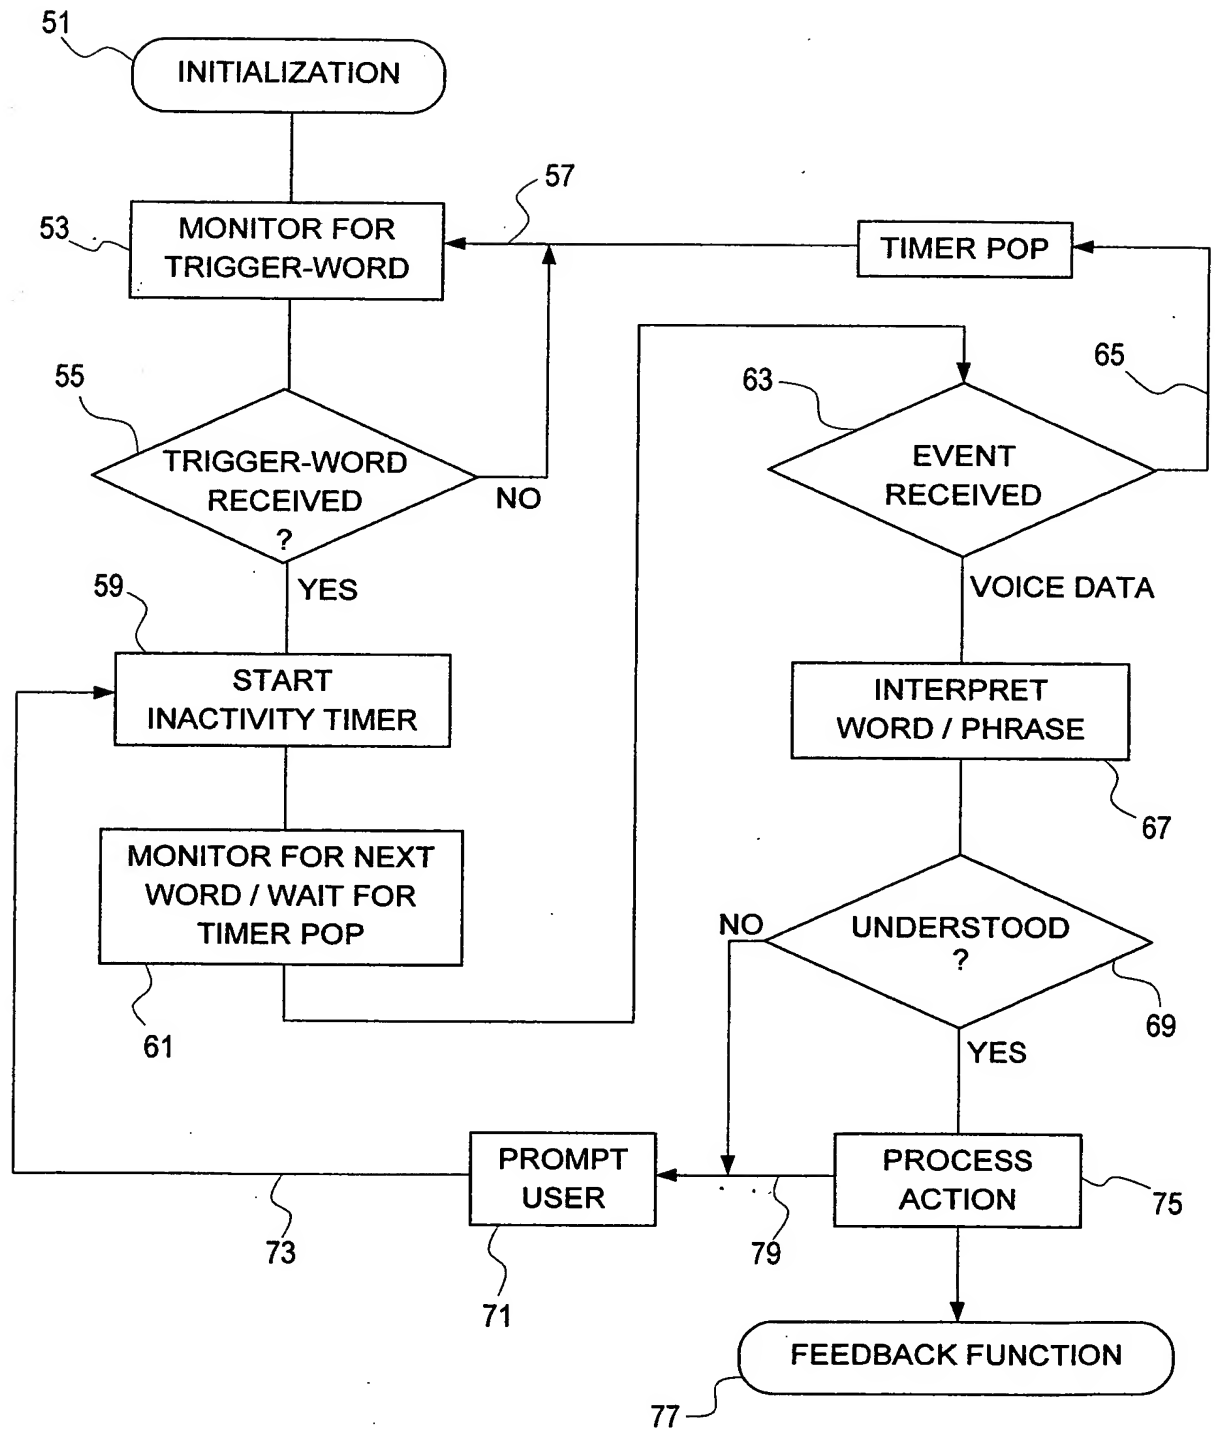 51
INITIALIZATION
57
53
MONITOR FOR
TRIGGER-WORD
TIMER POP
65
55
63
TRIGGER-WORD
RECEIVED
?
NO
EVENT
RECEIVED
YES
VOICE DATA
59
START
INACTIVITY TIMER
INTERPRET
WORD / PHRASE
67
MONITOR FOR NEXT
WORD / WAIT FOR
TIMER POP
61
NO
UNDERSTOOD
?
69
YES
PROMPT
USER
PROCESS
ACTION
75
73
79
71
FEEDBACK FUNCTION
77